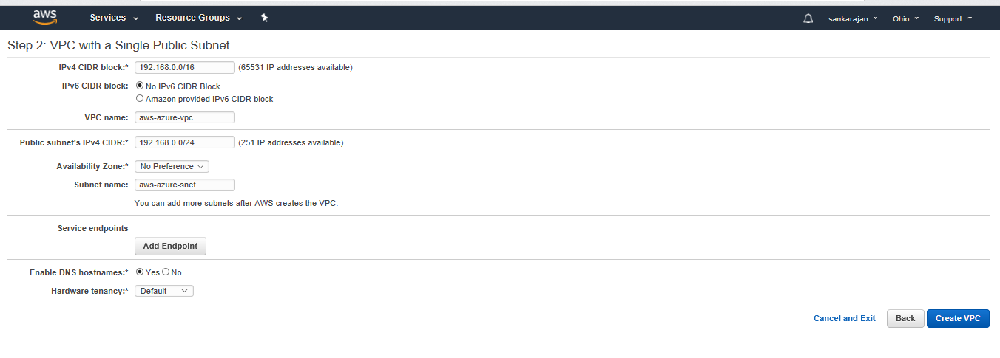 aws Services Resource Groups sankarajan Ohio Support
Step 2: VPC with a Single Public Subnet
IPv4 CIDR block:* 192.168.0.0/16 (65531 IP addresses available)
IPv6 CIDR block: No IPv6 CIDR Block
Amazon provided IPv6 CIDR block
VPC name: aws-azure-vpc
Public subnet's IPv4 CIDR:* 192.168.0.0/24 (251 IP addresses available)
Availability Zone:* No Preference
Subnet name: aws-azure-snet
You can add more subnets after AWS creates the VPC.
Service endpoints
Add Endpoint
Enable DNS hostnames:* Yes No
Hardware tenancy:* Default
Cancel and Exit Back Create VPC